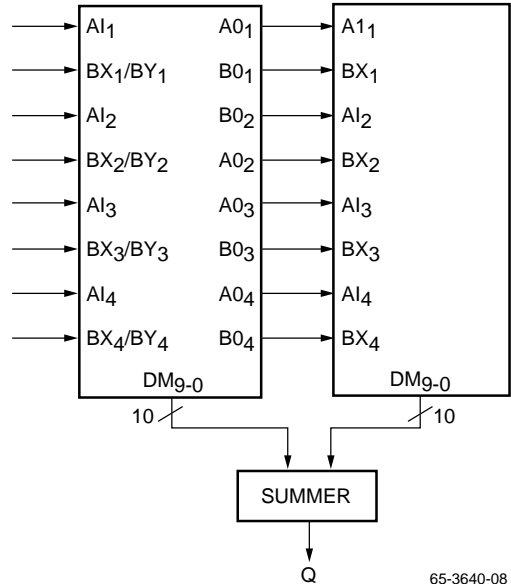 AI1 A01 A11
BX1/BY1 B01 BX1
AI2 B02 AI2
BX2/BY2 A02 BX2
AI3 A03 AI3
BX3/BY3 B03 BX3
AI4 A04 AI4
BX4/BY4 B04 BX4
DM9-0 DM9-0
10 10
SUMMER
Q
65-3640-08